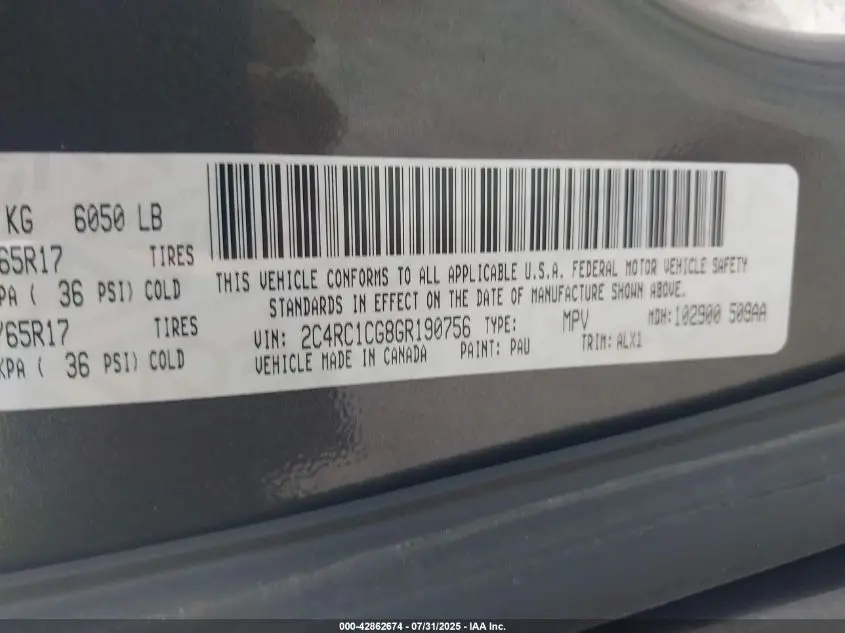 KG 6050 LB
65R17 TIRES
PA ( 36 PSI) COLD
/65R17 TIRES
KPA ( 36 PSI) COLD
THIS VEHICLE CONFORMS TO ALL APPLICABLE U.S.A. FEDERAL MOTOR VEHICLE SAFETY
STANDARDS IN EFFECT ON THE DATE OF MANUFACTURE SHOWN ABOVE.
VIN: 2C4RC1CG8GR190756 TYPE: MPV MDH:102900 509AA
VEHICLE MADE IN CANADA PAINT: PAU TRIM: ALX1
000-42862674 / 07/31/2025 - IAA Inc.